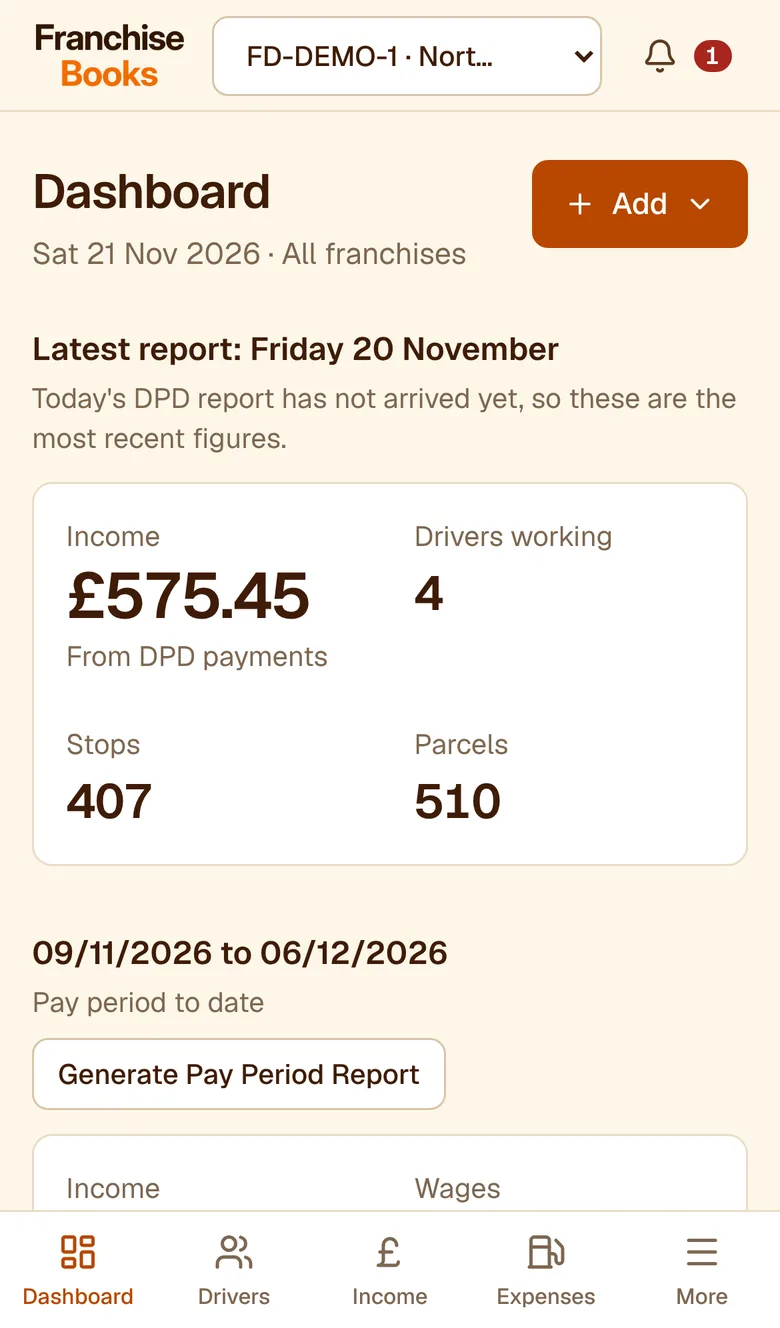 Franchise
Books
FD-DEMO-1 · Nort...
1
Dashboard
+ Add
Sat 21 Nov 2026 · All franchises
Latest report: Friday 20 November
Today's DPD report has not arrived yet, so these are the
most recent figures.
Income
Drivers working
£575.45
4
From DPD payments
Stops
Parcels
407
510
09/11/2026 to 06/12/2026
Pay period to date
Generate Pay Period Report
Income
Wages
Dashboard
Drivers
£
Income
Expenses
More